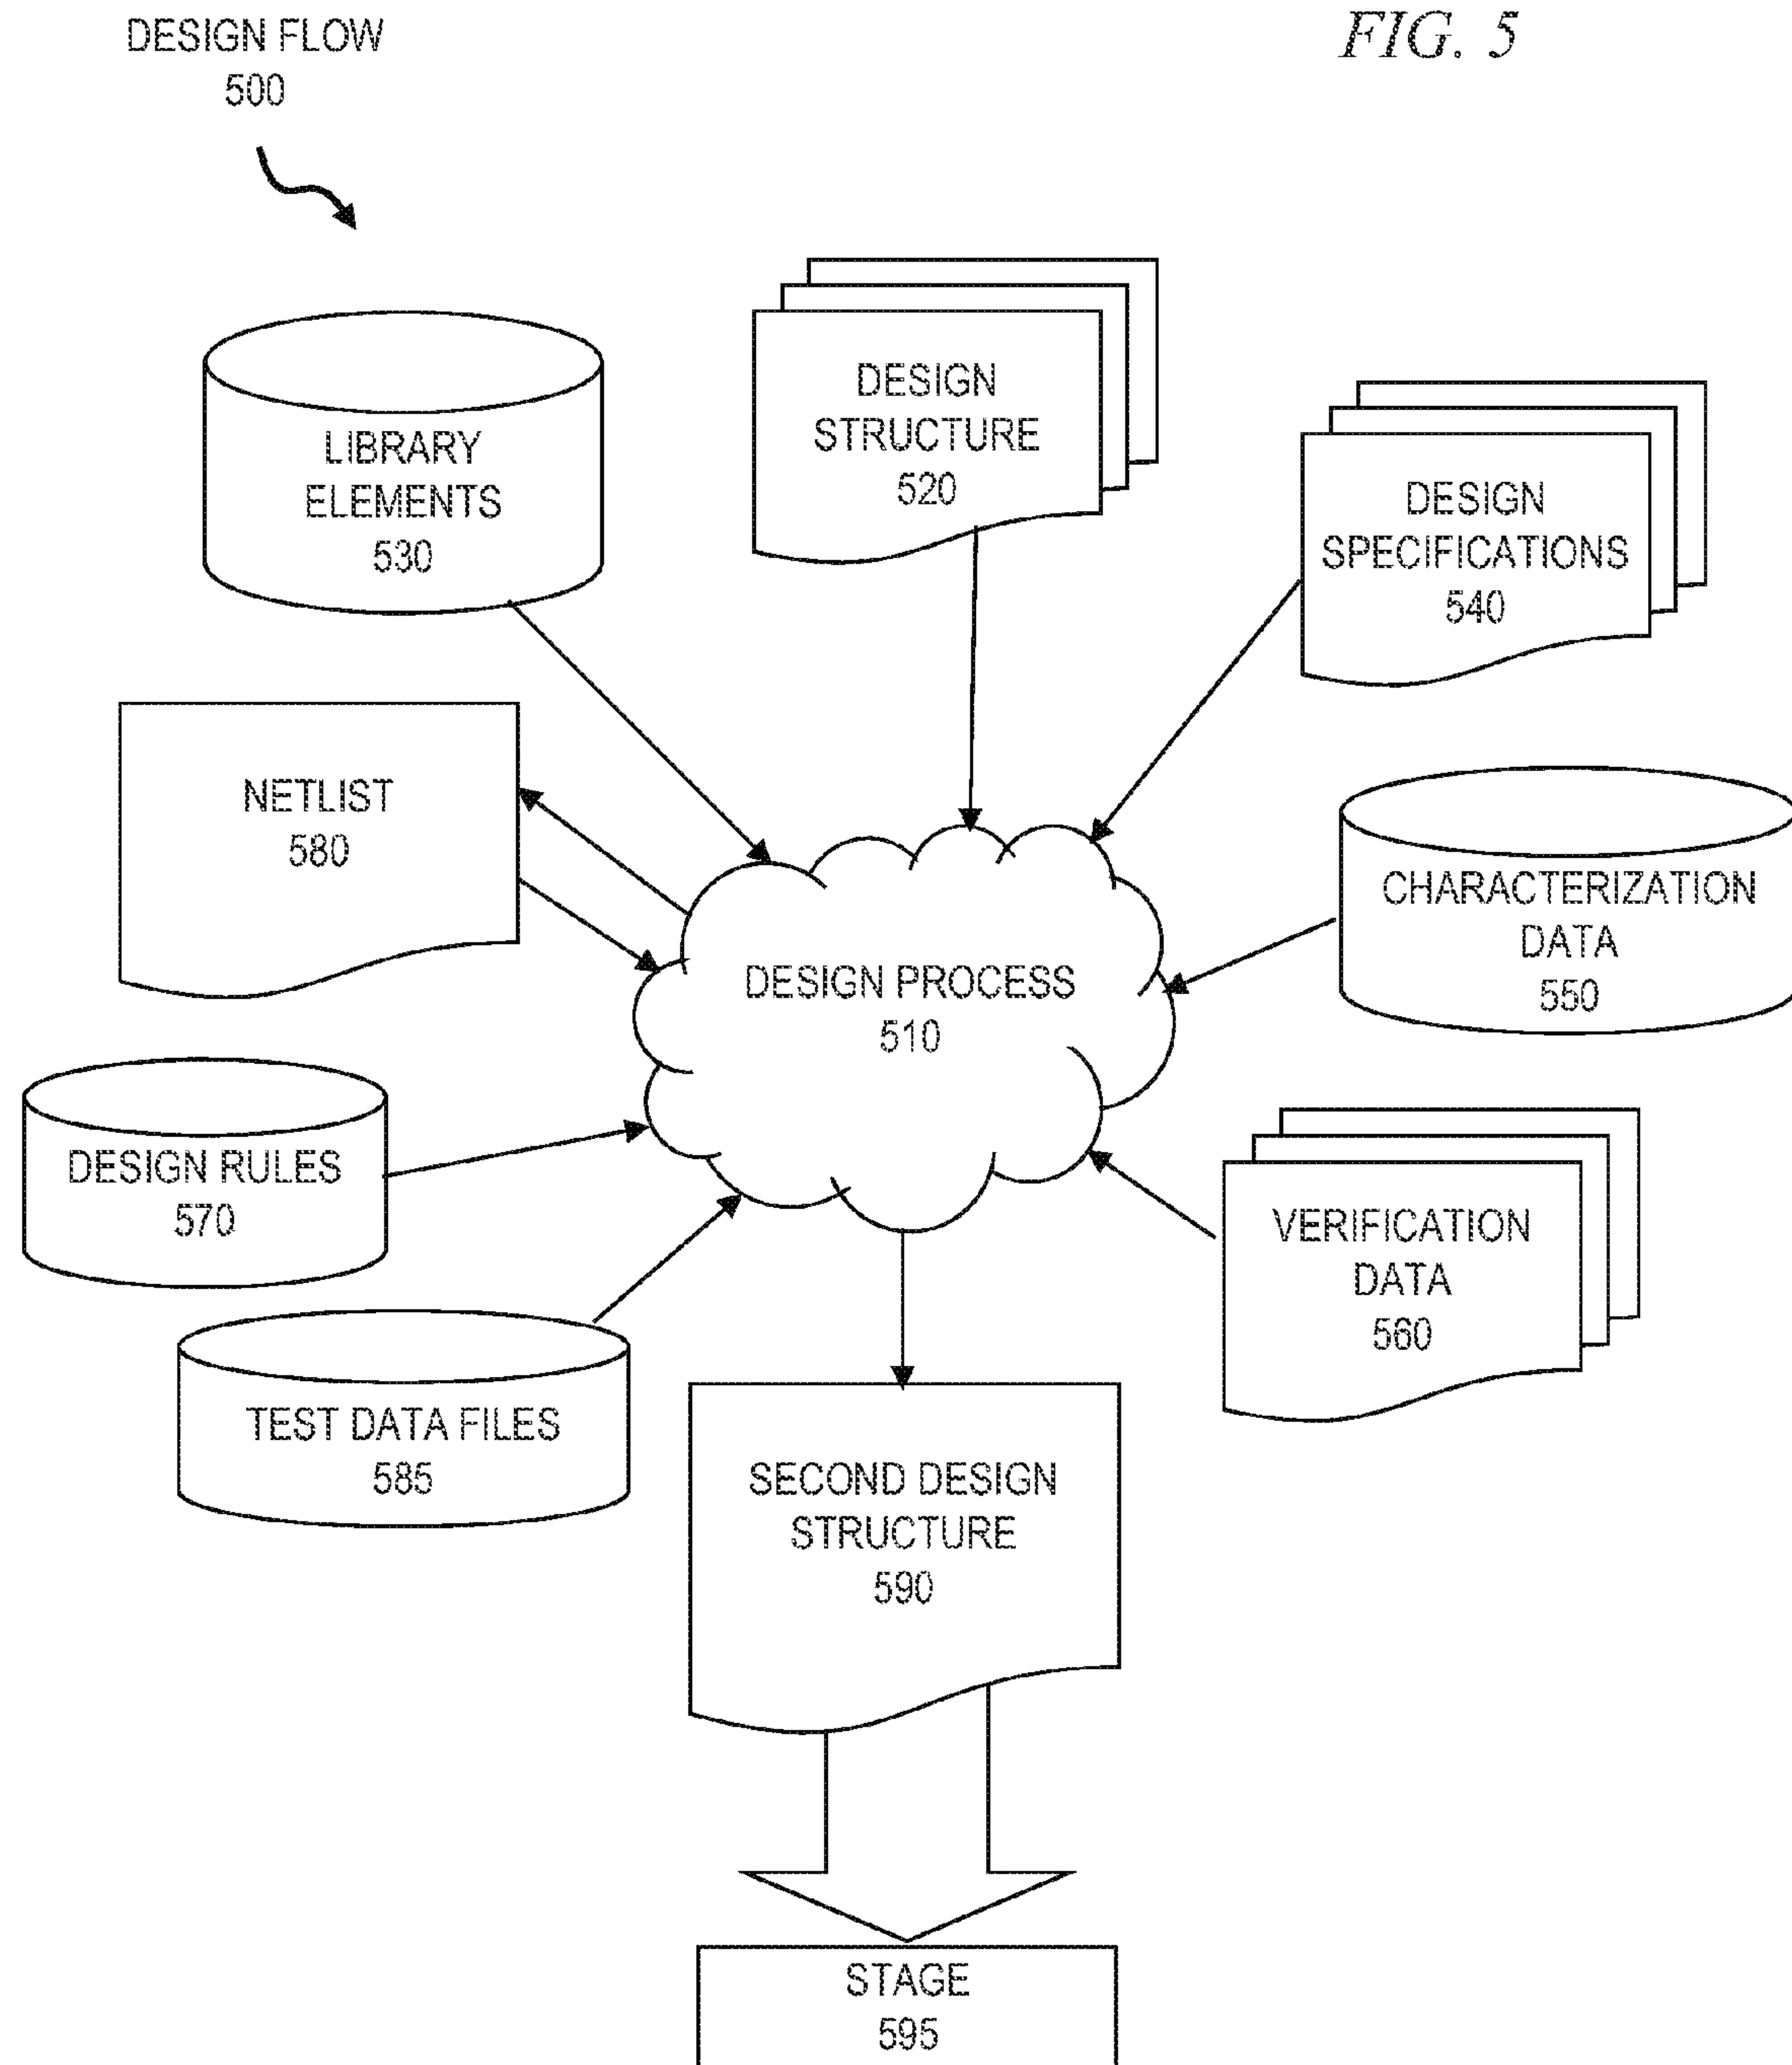 DESIGN FLOW
500
FIG. 5
LIBRARY
ELEMENTS
530
DESIGN
STRUCTURE
520
DESIGN
SPECIFICATIONS
540
NETLIST
580
DESIGN PROCESS
510
CHARACTERIZATION
DATA
550
DESIGN RULES
570
VERIFICATION
DATA
560
TEST DATA FILES
585
SECOND DESIGN
STRUCTURE
590
STAGE
595